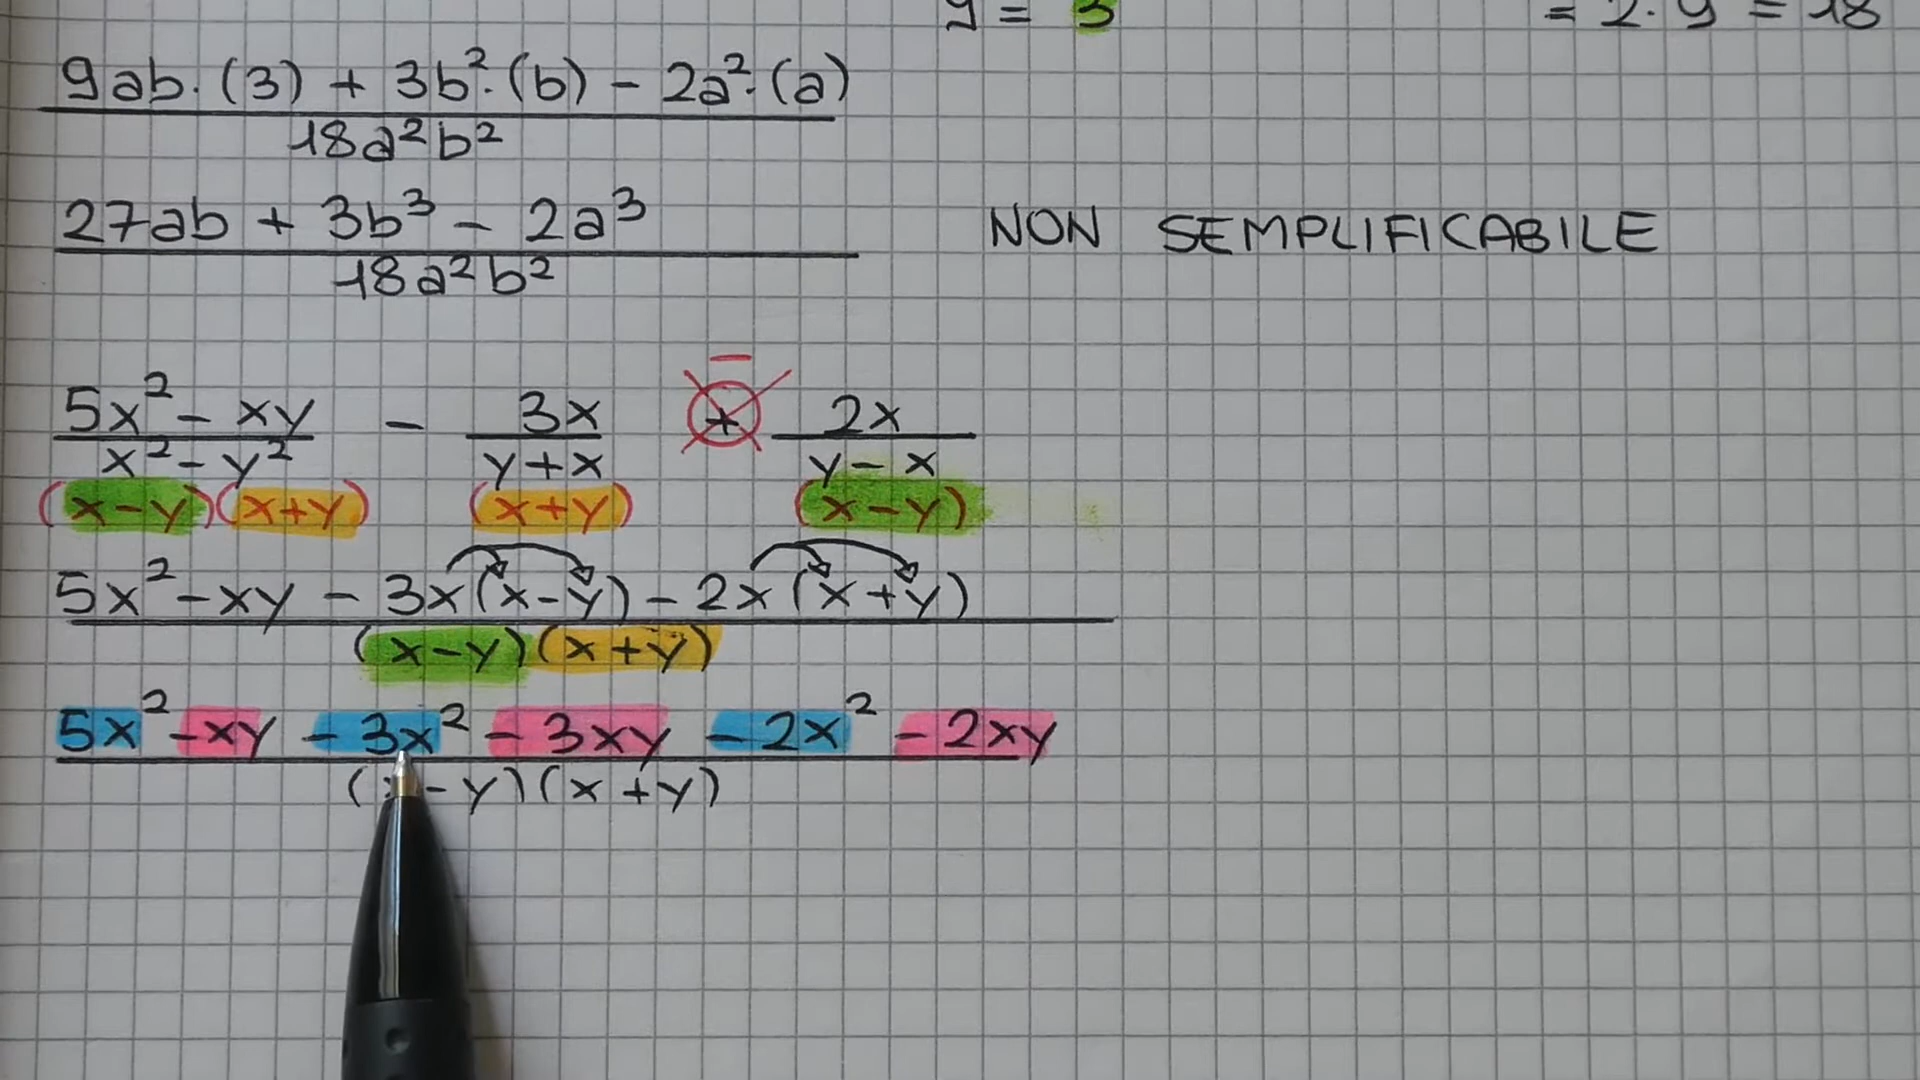 y = 3 = 2·9 = 18
9ab·(3) + 3b²·(b) - 2a²·(a)
18a²b²
27ab + 3b³ - 2a³ NON SEMPLIFICABILE
18a²b²
-
5x² - xy - 3x + 2x
x² - y² y + x y - x
(x-y)(x+y) (x+y) (x-y)
5x² - xy - 3x(x-y) - 2x(x+y)
(x-y)(x+y)
5x² - xy - 3x² - 3xy - 2x² - 2xy
( - y)(x + y)